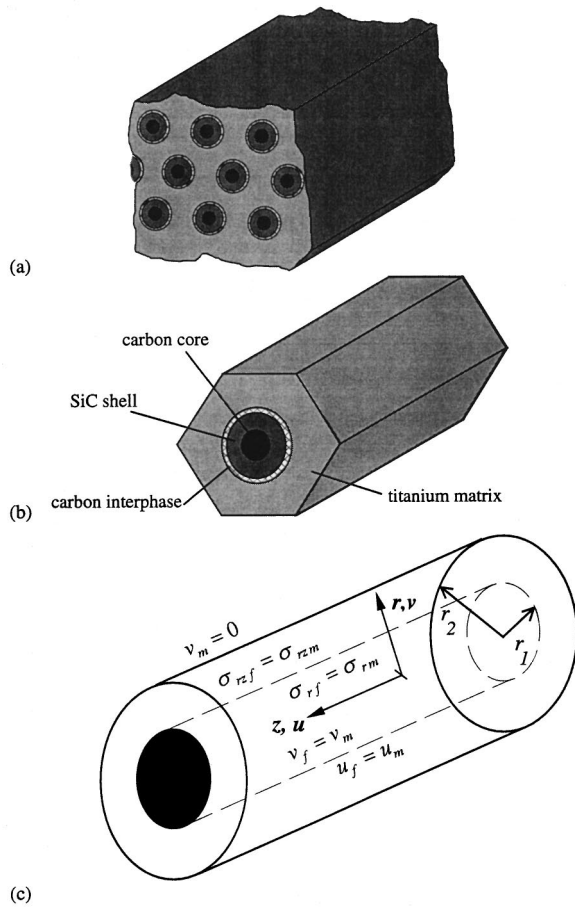 (a)
carbon core
SiC shell
carbon interphase
titanium matrix
(b)
v_m = 0
σ_rzf = σ_rzm
σ_rf = σ_rm
r,v
z, u
v_f = v_m
u_f = u_m
r_2
r_1
(c)